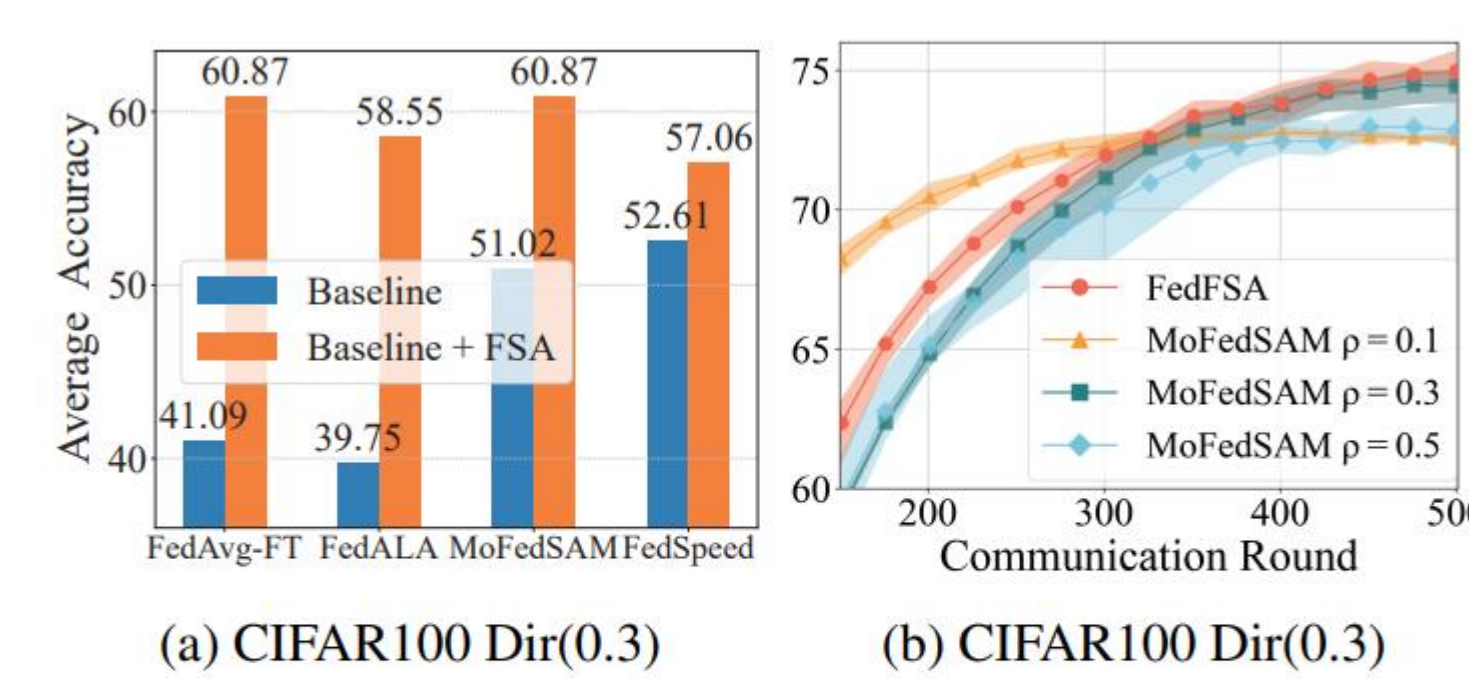 60.87
60.87
58.55
57.06
52.61
51.02
41.09
39.75
60
50
40
Average Accuracy
Baseline
Baseline + FSA
FedAvg-FT FedALA MoFedSAM FedSpeed
(a) CIFAR100 Dir(0.3)
75
70
65
60
FedFSA
MoFedSAM ρ = 0.1
MoFedSAM ρ = 0.3
MoFedSAM ρ = 0.5
200 300 400 50
Communication Round
(b) CIFAR100 Dir(0.3)